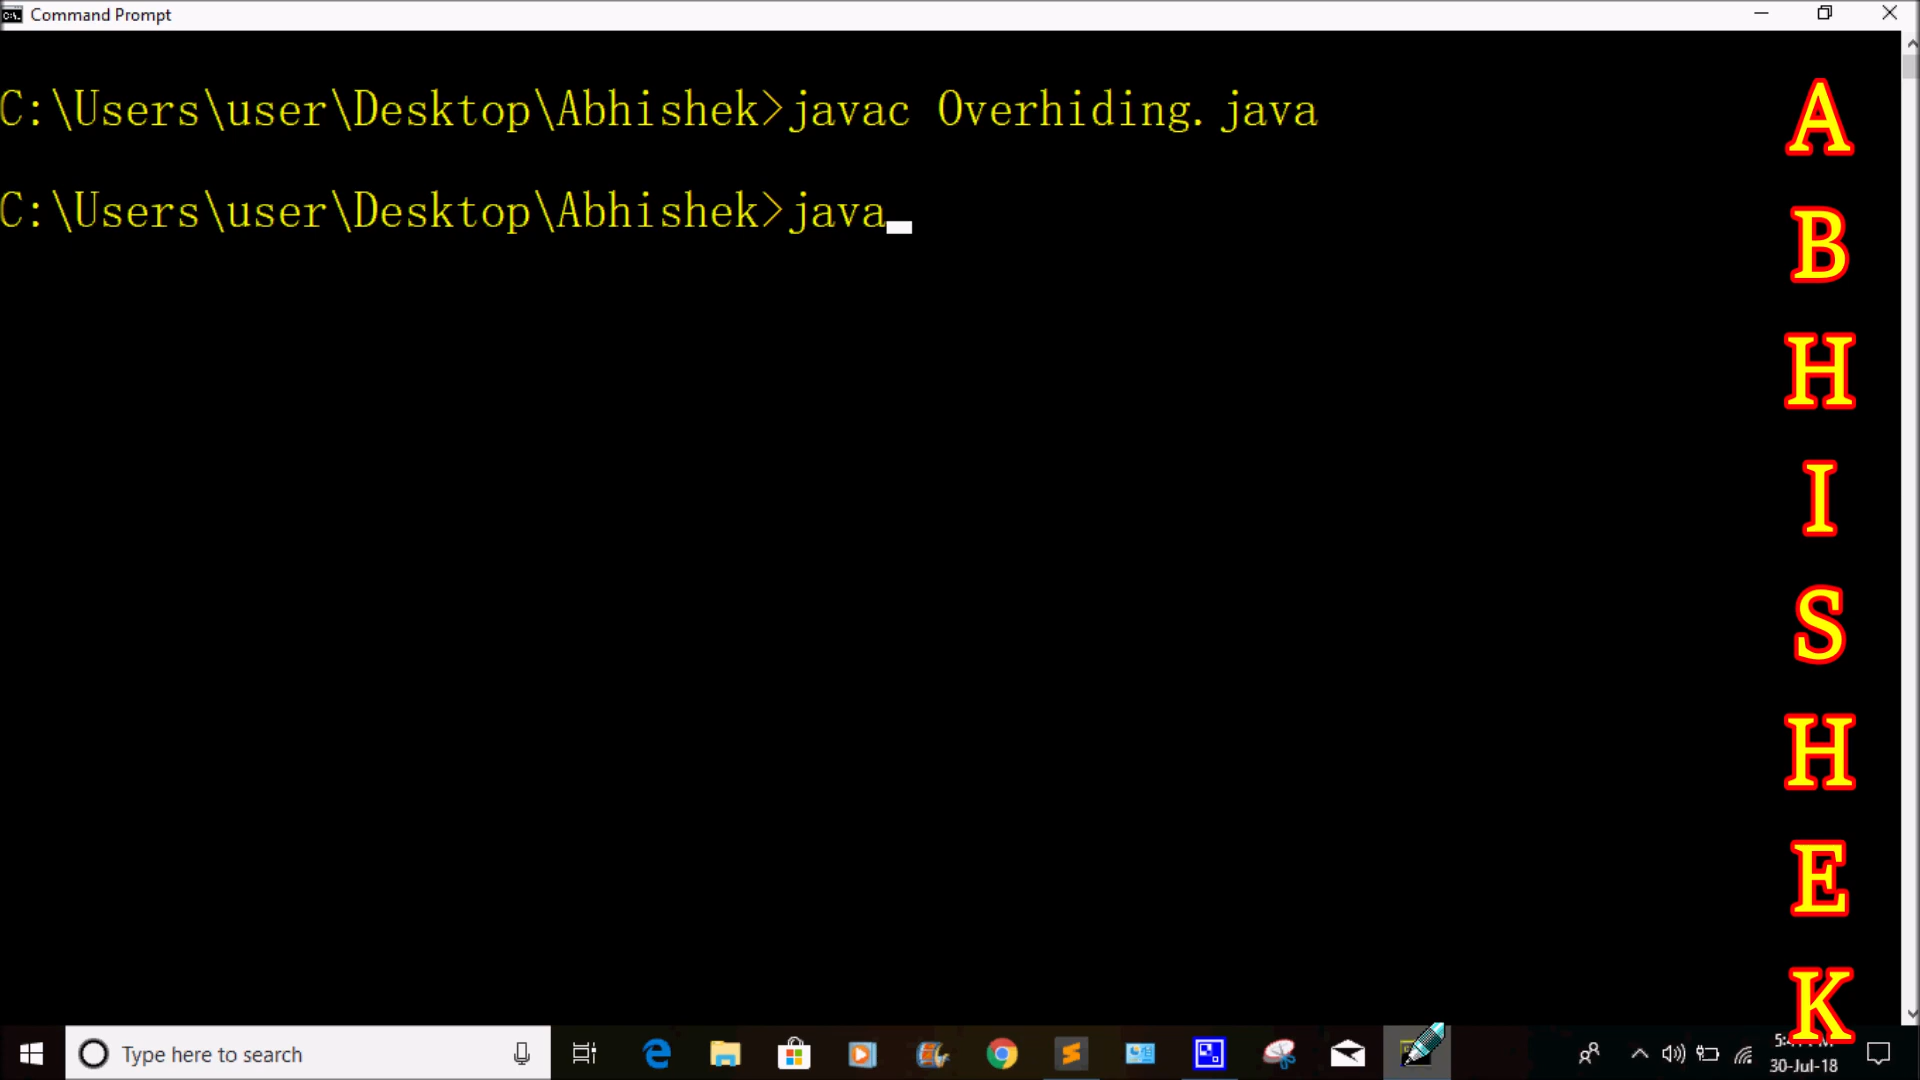 Command Prompt
C:\Users\user\Desktop\Abhishek>javac Overhiding.java
C:\Users\user\Desktop\Abhishek>java
A
B
H
I
S
H
E
K
Type here to search
30-Jul-18